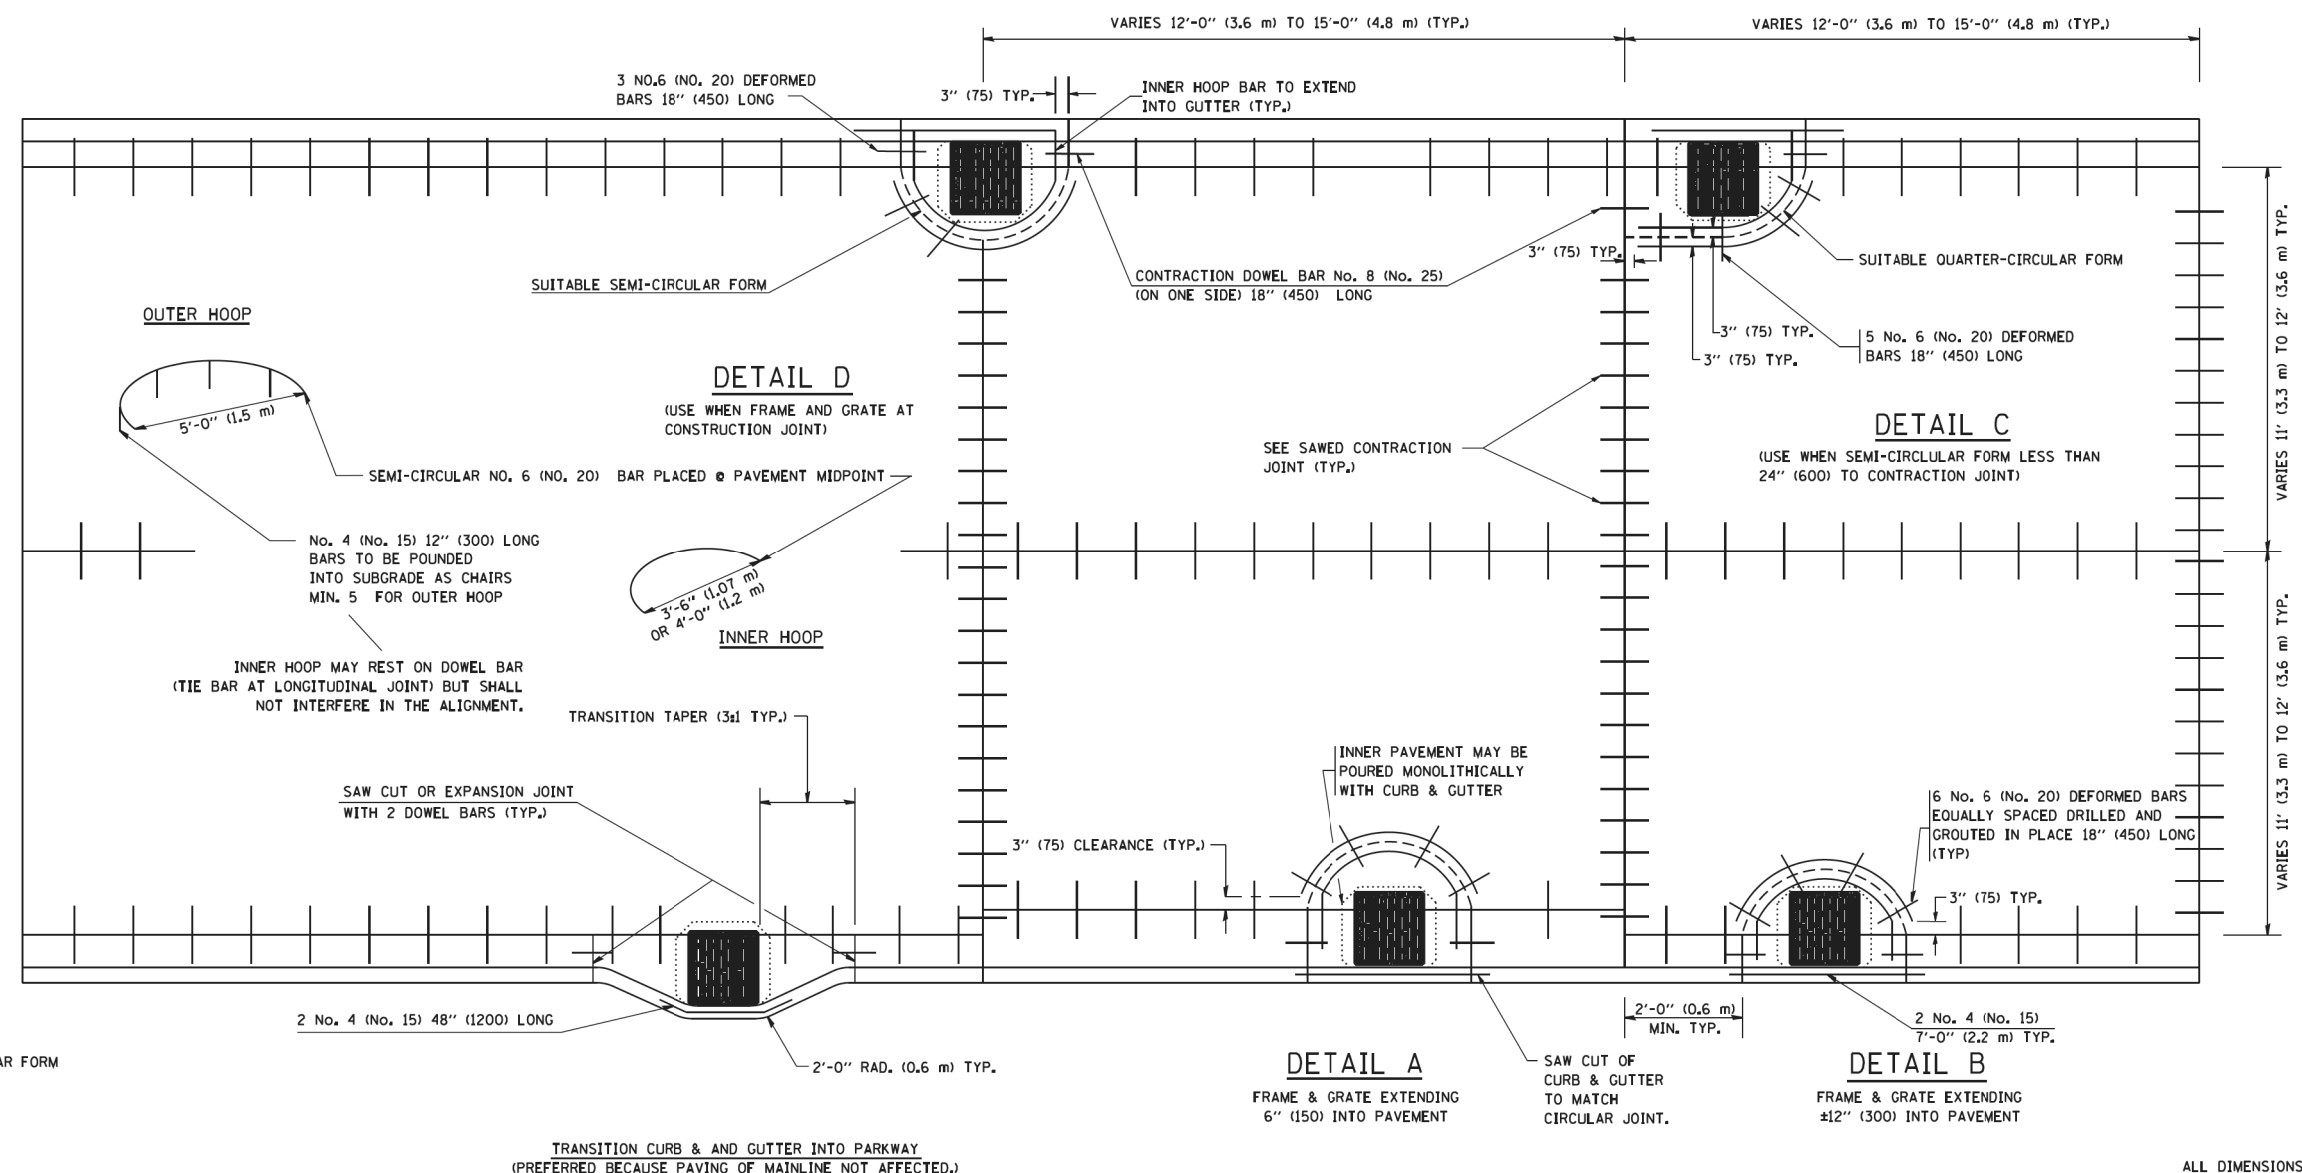 VARIES 12'-0" (3.6 m) TO 15'-0" (4.8 m) (TYP.)
VARIES 12'-0" (3.6 m) TO 15'-0" (4.8 m) (TYP.)
3 NO.6 (NO. 20) DEFORMED
BARS 18" (450) LONG
3" (75) TYP.
INNER HOOP BAR TO EXTEND
INTO GUTTER (TYP.)
SUITABLE SEMI-CIRCULAR FORM
CONTRACTION DOWEL BAR No. 8 (No. 25)
(ON ONE SIDE) 18" (450) LONG
3" (75) TYP.
SUITABLE QUARTER-CIRCULAR FORM
3" (75) TYP.
3" (75) TYP.
5 No. 6 (No. 20) DEFORMED
BARS 18" (450) LONG
VARIES 11' (3.3 m) TO 12' (3.6 m) TYP.
OUTER HOOP
5'-0" (1.5 m)
DETAIL D
(USE WHEN FRAME AND GRATE AT
CONSTRUCTION JOINT)
DETAIL C
(USE WHEN SEMI-CIRCLULAR FORM LESS THAN
24" (600) TO CONTRACTION JOINT)
SEE SAWED CONTRACTION
JOINT (TYP.)
SEMI-CIRCULAR NO. 6 (NO. 20) BAR PLACED @ PAVEMENT MIDPOINT
No. 4 (No. 15) 12" (300) LONG
BARS TO BE POUNDED
INTO SUBGRADE AS CHAIRS
MIN. 5 FOR OUTER HOOP
3'-6" (1.07 m)
OR 4'-0" (1.2 m)
INNER HOOP
INNER HOOP MAY REST ON DOWEL BAR
(TIE BAR AT LONGITUDINAL JOINT) BUT SHALL
NOT INTERFERE IN THE ALIGNMENT.
TRANSITION TAPER (3:1 TYP.)
SAW CUT OR EXPANSION JOINT
WITH 2 DOWEL BARS (TYP.)
INNER PAVEMENT MAY BE
POURED MONOLITHICALLY
WITH CURB & GUTTER
3" (75) CLEARANCE (TYP.)
6 No. 6 (No. 20) DEFORMED BARS
EQUALLY SPACED DRILLED AND
GROUTED IN PLACE 18" (450) LONG
(TYP)
3" (75) TYP.
VARIES 11' (3.3 m) TO 12' (3.6 m) TYP.
2 No. 4 (No. 15) 48" (1200) LONG
2'-0" RAD. (0.6 m) TYP.
2'-0" (0.6 m)
MIN. TYP.
2 No. 4 (No. 15)
7'-0" (2.2 m) TYP.
AR FORM
DETAIL A
FRAME & GRATE EXTENDING
6" (150) INTO PAVEMENT
SAW CUT OF
CURB & GUTTER
TO MATCH
CIRCULAR JOINT.
DETAIL B
FRAME & GRATE EXTENDING
±12" (300) INTO PAVEMENT
TRANSITION CURB & AND GUTTER INTO PARKWAY
(PREFERRED BECAUSE PAVING OF MAINLINE NOT AFFECTED.)
ALL DIMENSIONS